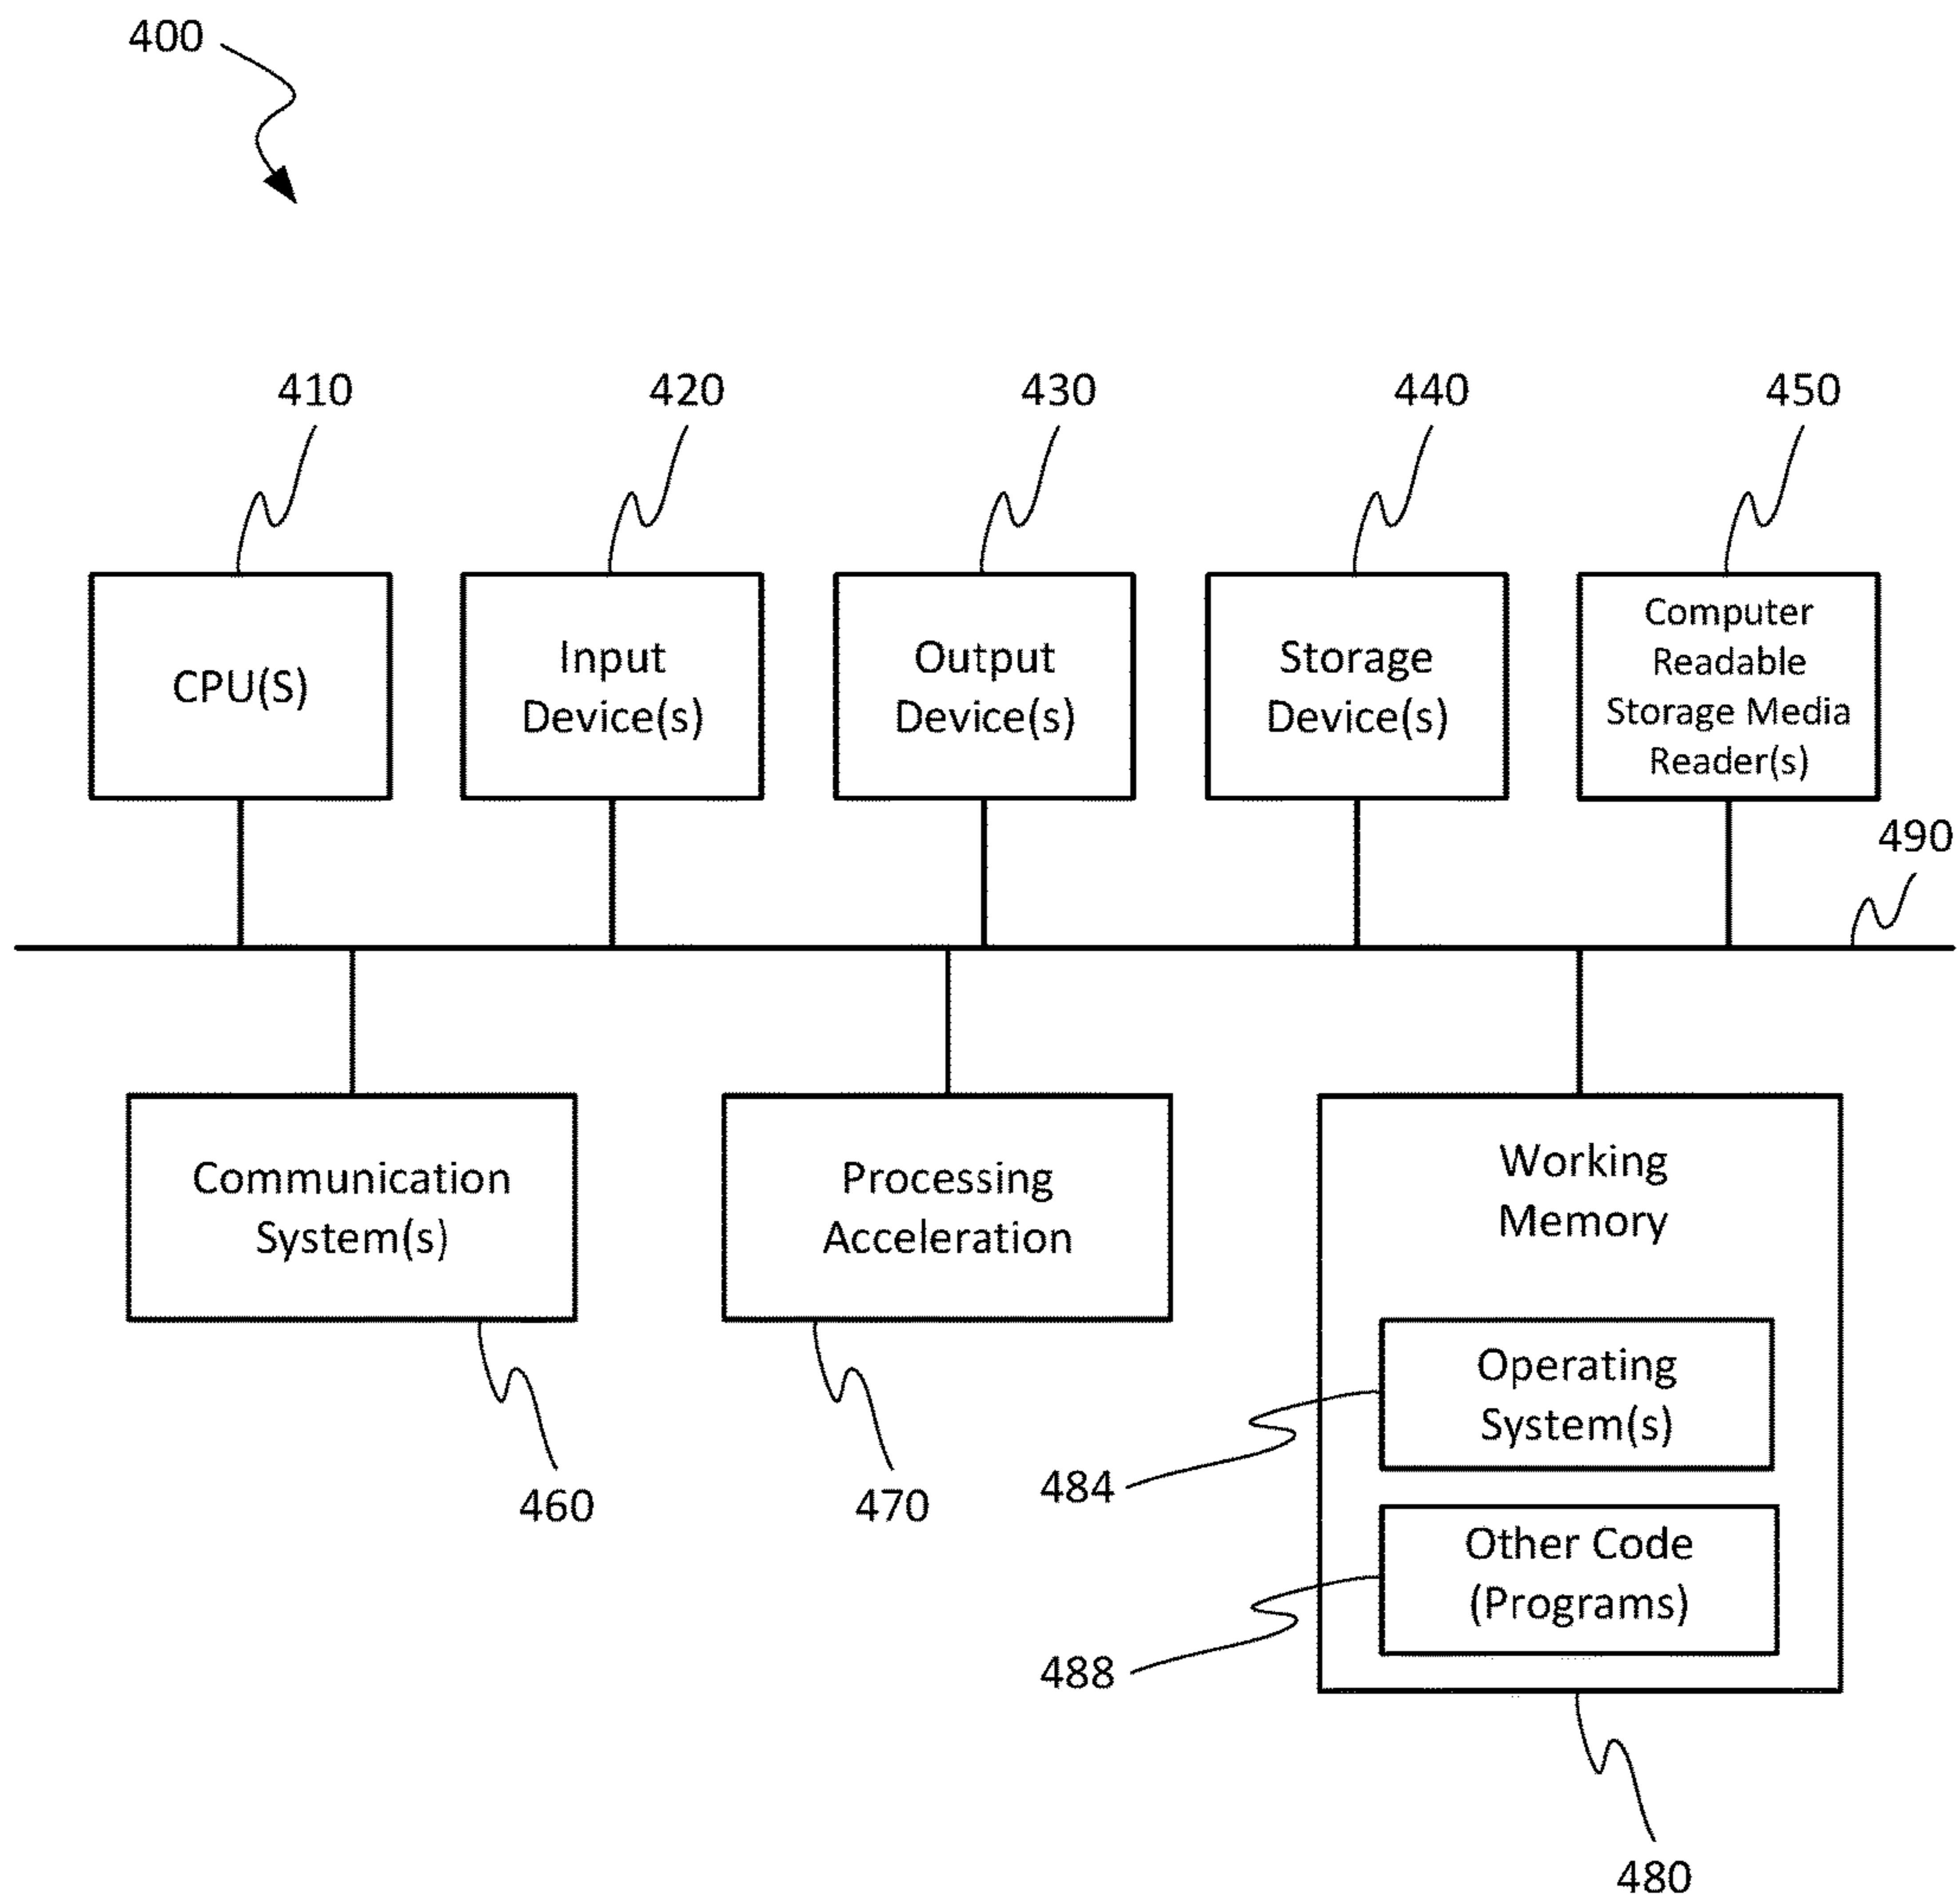 400
410
420
430
440
450
CPU(S)
Input
Device(s)
Output
Device(s)
Storage
Device(s)
Computer
Readable
Storage Media
Reader(s)
490
Communication
System(s)
Processing
Acceleration
Working
Memory
Operating
System(s)
484
460
470
Other Code
(Programs)
488
480